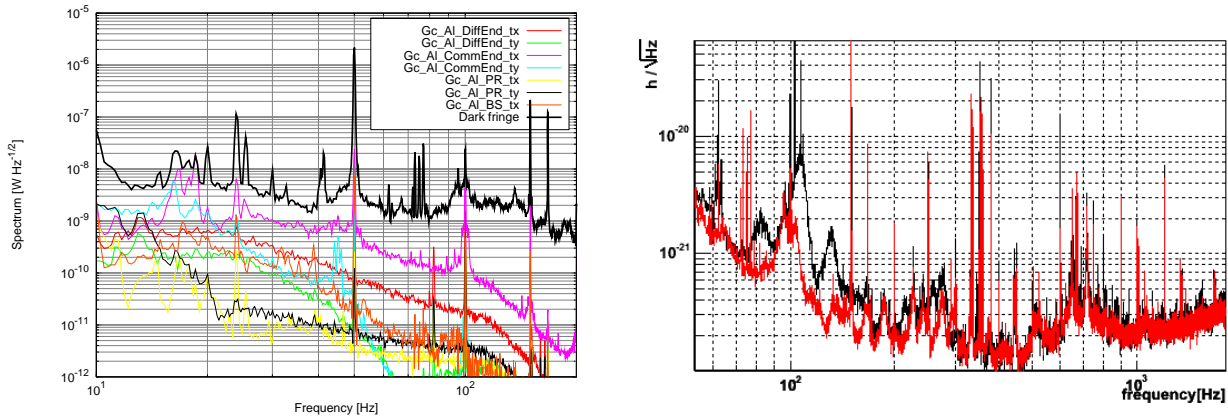 10^-5
10^-6
10^-7
10^-8
10^-9
10^-10
10^-11
10^-12
Spectrum [W Hz^-1/2]
10^1
10^2
Frequency [Hz]
Gc_Al_DiffEnd_tx
Gc_Al_DiffEnd_ty
Gc_Al_CommEnd_tx
Gc_Al_CommEnd_ty
Gc_Al_PR_tx
Gc_Al_PR_ty
Gc_Al_BS_tx
Dark fringe
h / √Hz
10^-20
10^-21
10^2
10^3
frequency[Hz]